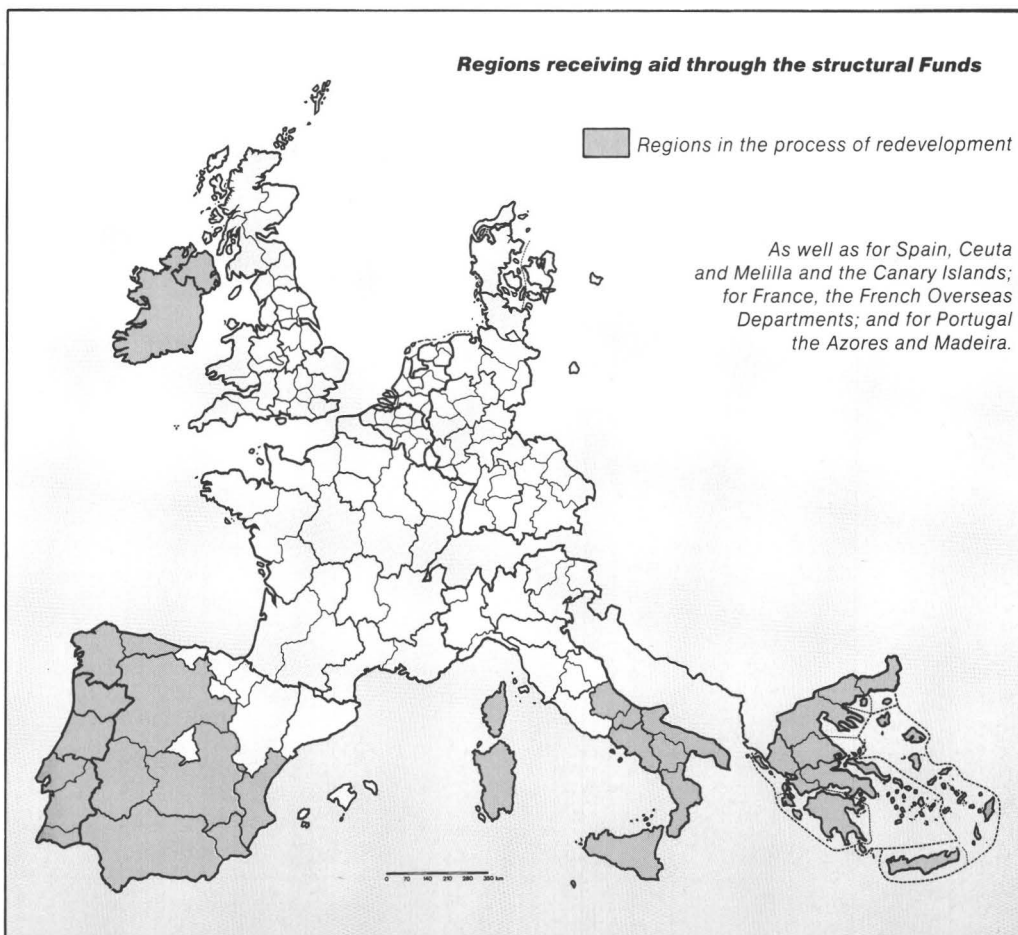 Regions receiving aid through the structural Funds
Regions in the process of redevelopment
As well as for Spain, Ceuta
and Melilla and the Canary Islands;
for France, the French Overseas
Departments; and for Portugal
the Azores and Madeira.
0 70 140 210 280 350 km